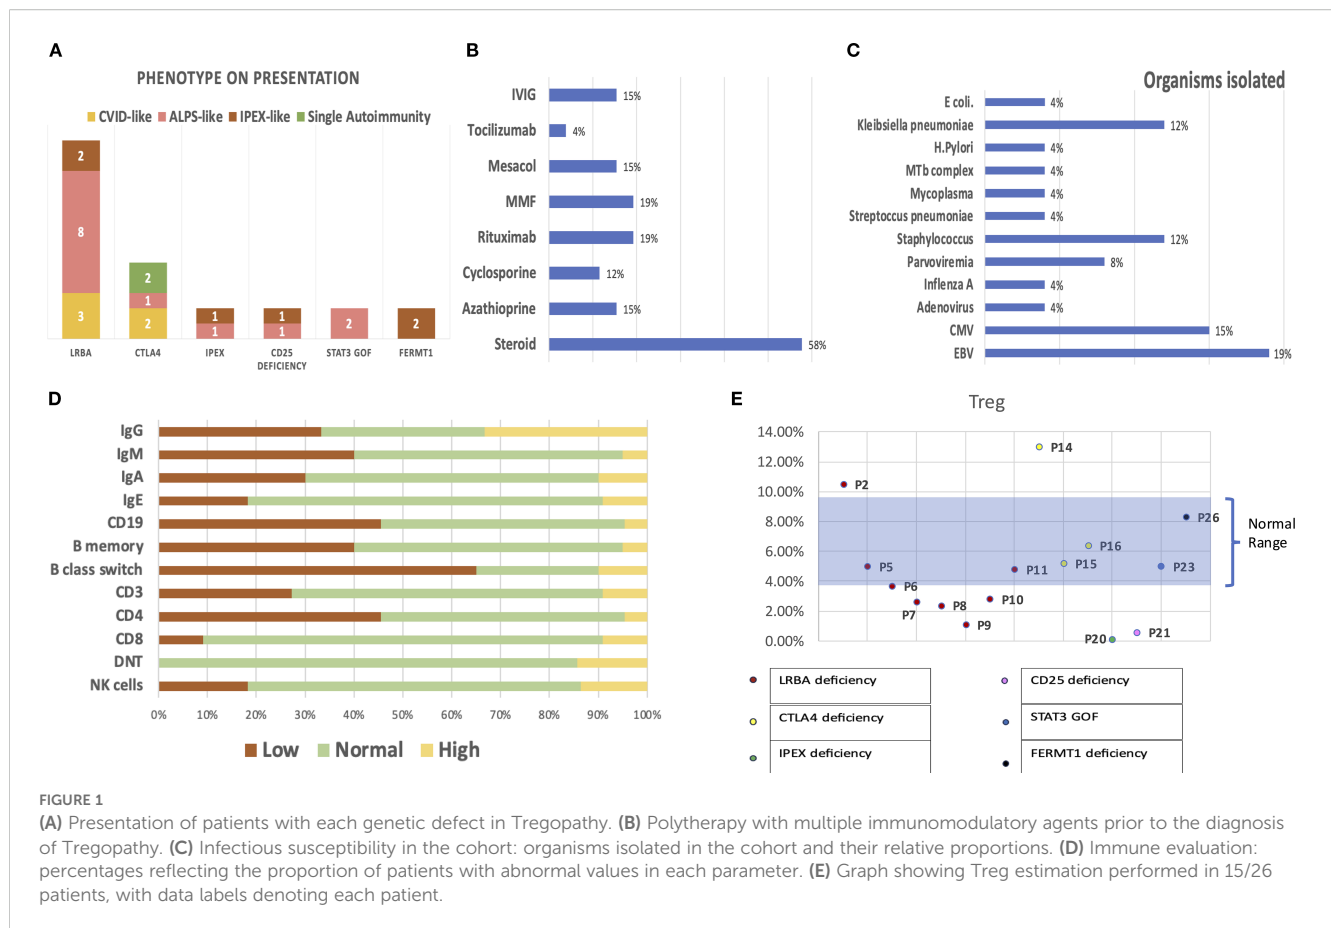 A
PHENOTYPE ON PRESENTATION
CVID-like ALPS-like IPEX-like Single Autoimmunity
2
8
3
2
1
2
1
1
1
1
2
2
LRBA CTLA4 IPEX CD25 DEFICIENCY STAT3 GOF FERMT1
B
IVIG 15%
Tocilizumab 4%
Mesacol 15%
MMF 19%
Rituximab 19%
Cyclosporine 12%
Azathioprine 15%
Steroid 58%
C
Organisms isolated
E coli. 4%
Kleibsiella pneumoniae 12%
H.Pylori 4%
MTb complex 4%
Mycoplasma 4%
Streptoccus pneumoniae 4%
Staphylococcus 12%
Parvoviremia 8%
Inflenza A 4%
Adenovirus 4%
CMV 15%
EBV 19%
D
IgG
IgM
IgA
IgE
CD19
B memory
B class switch
CD3
CD4
CD8
DNT
NK cells
0% 10% 20% 30% 40% 50% 60% 70% 80% 90% 100%
Low Normal High
E
Treg
14.00%
12.00%
10.00%
8.00%
6.00%
4.00%
2.00%
0.00%
P14
P2
P26
P16
P5 P11 P15 P23
P6
P7 P8 P10
P9
P20 P21
Normal
Range
LRBA deficiency
CTLA4 deficiency
IPEX deficiency
CD25 deficiency
STAT3 GOF
FERMT1 deficiency
FIGURE 1
(A) Presentation of patients with each genetic defect in Tregopathy. (B) Polytherapy with multiple immunomodulatory agents prior to the diagnosis
of Tregopathy. (C) Infectious susceptibility in the cohort: organisms isolated in the cohort and their relative proportions. (D) Immune evaluation:
percentages reflecting the proportion of patients with abnormal values in each parameter. (E) Graph showing Treg estimation performed in 15/26
patients, with data labels denoting each patient.